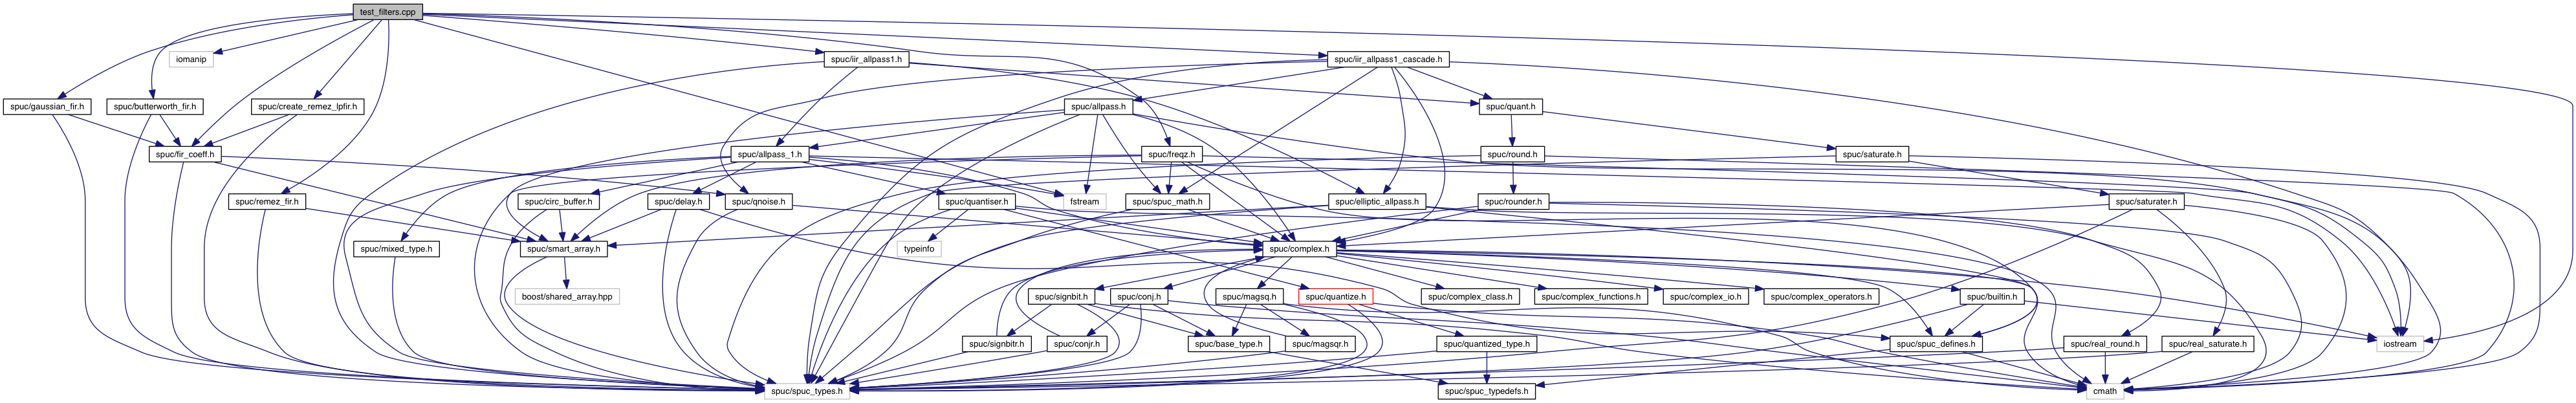 test_filters.cpp
iomanip
spuc/iir_allpass1.h
spuc/iir_allpass1_cascade.h
spuc/gaussian_fir.h
spuc/butterworth_fir.h
spuc/create_remez_lpfir.h
spuc/allpass.h
spuc/quant.h
spuc/fir_coeff.h
spuc/allpass_1.h
spuc/freqz.h
spuc/round.h
spuc/saturate.h
spuc/remez_fir.h
spuc/circ_buffer.h
spuc/delay.h
spuc/qnoise.h
spuc/quantiser.h
fstream
spuc/spuc_math.h
spuc/elliptic_allpass.h
spuc/rounder.h
spuc/saturater.h
spuc/mixed_type.h
spuc/smart_array.h
typeinfo
spuc/complex.h
boost/shared_array.hpp
spuc/signbit.h
spuc/conj.h
spuc/magsq.h
spuc/quantize.h
spuc/complex_class.h
spuc/complex_functions.h
spuc/complex_io.h
spuc/complex_operators.h
spuc/builtin.h
spuc/signbitr.h
spuc/conjr.h
spuc/base_type.h
spuc/magsqr.h
spuc/quantized_type.h
spuc/spuc_defines.h
spuc/real_round.h
spuc/real_saturate.h
iostream
spuc/spuc_types.h
spuc/spuc_typedefs.h
cmath